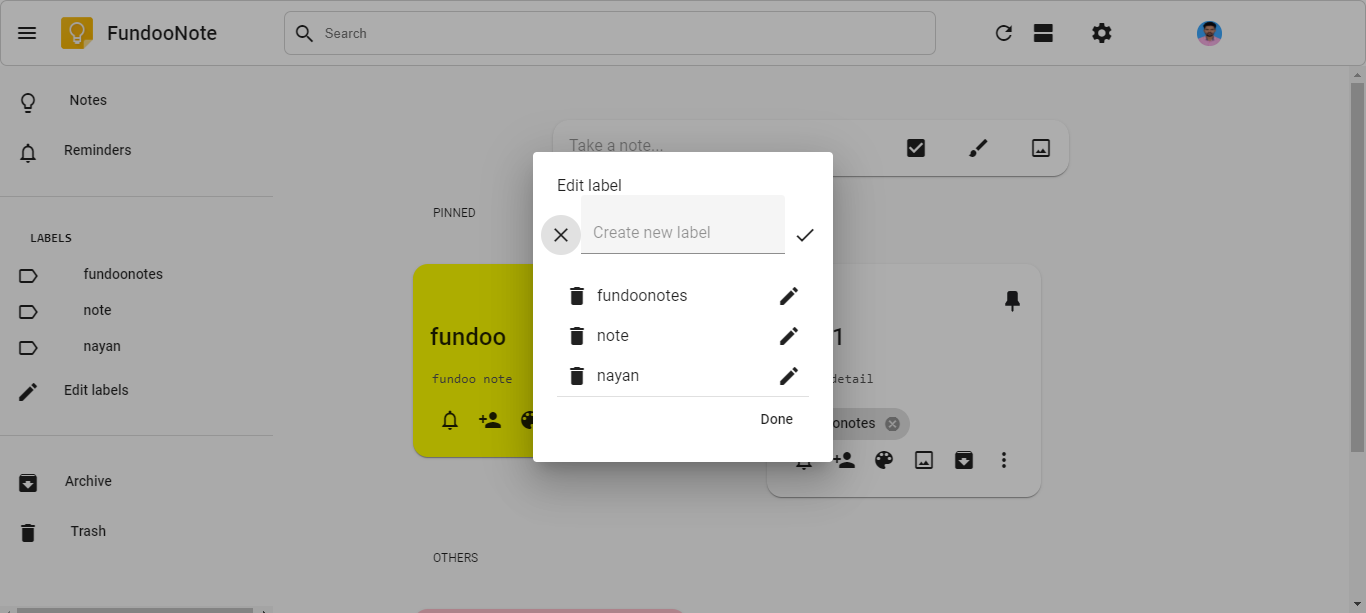 FundooNote
Search
Notes
Reminders
LABELS
fundoonotes
note
nayan
Edit labels
Archive
Trash
Take a note...
PINNED
fundoo
fundoo note
Edit label
Create new label
fundoonotes
note
nayan
Done
1
detail
onotes
OTHERS